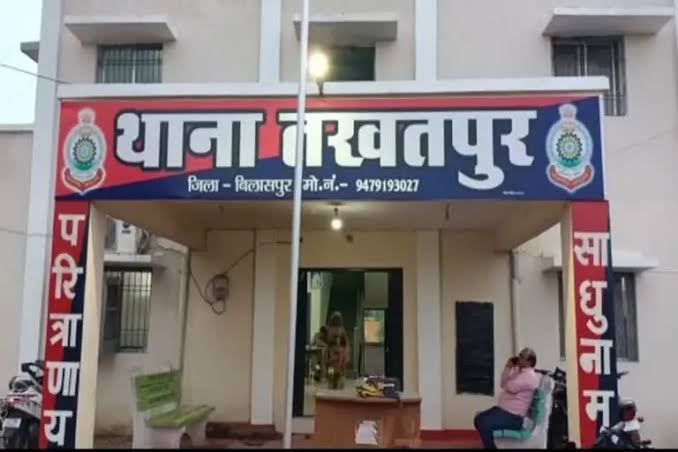 थाना तखतपुर
जिला - बिलासपुर मो.नं.- 9479193027
परित्राणाय
साधुनाम